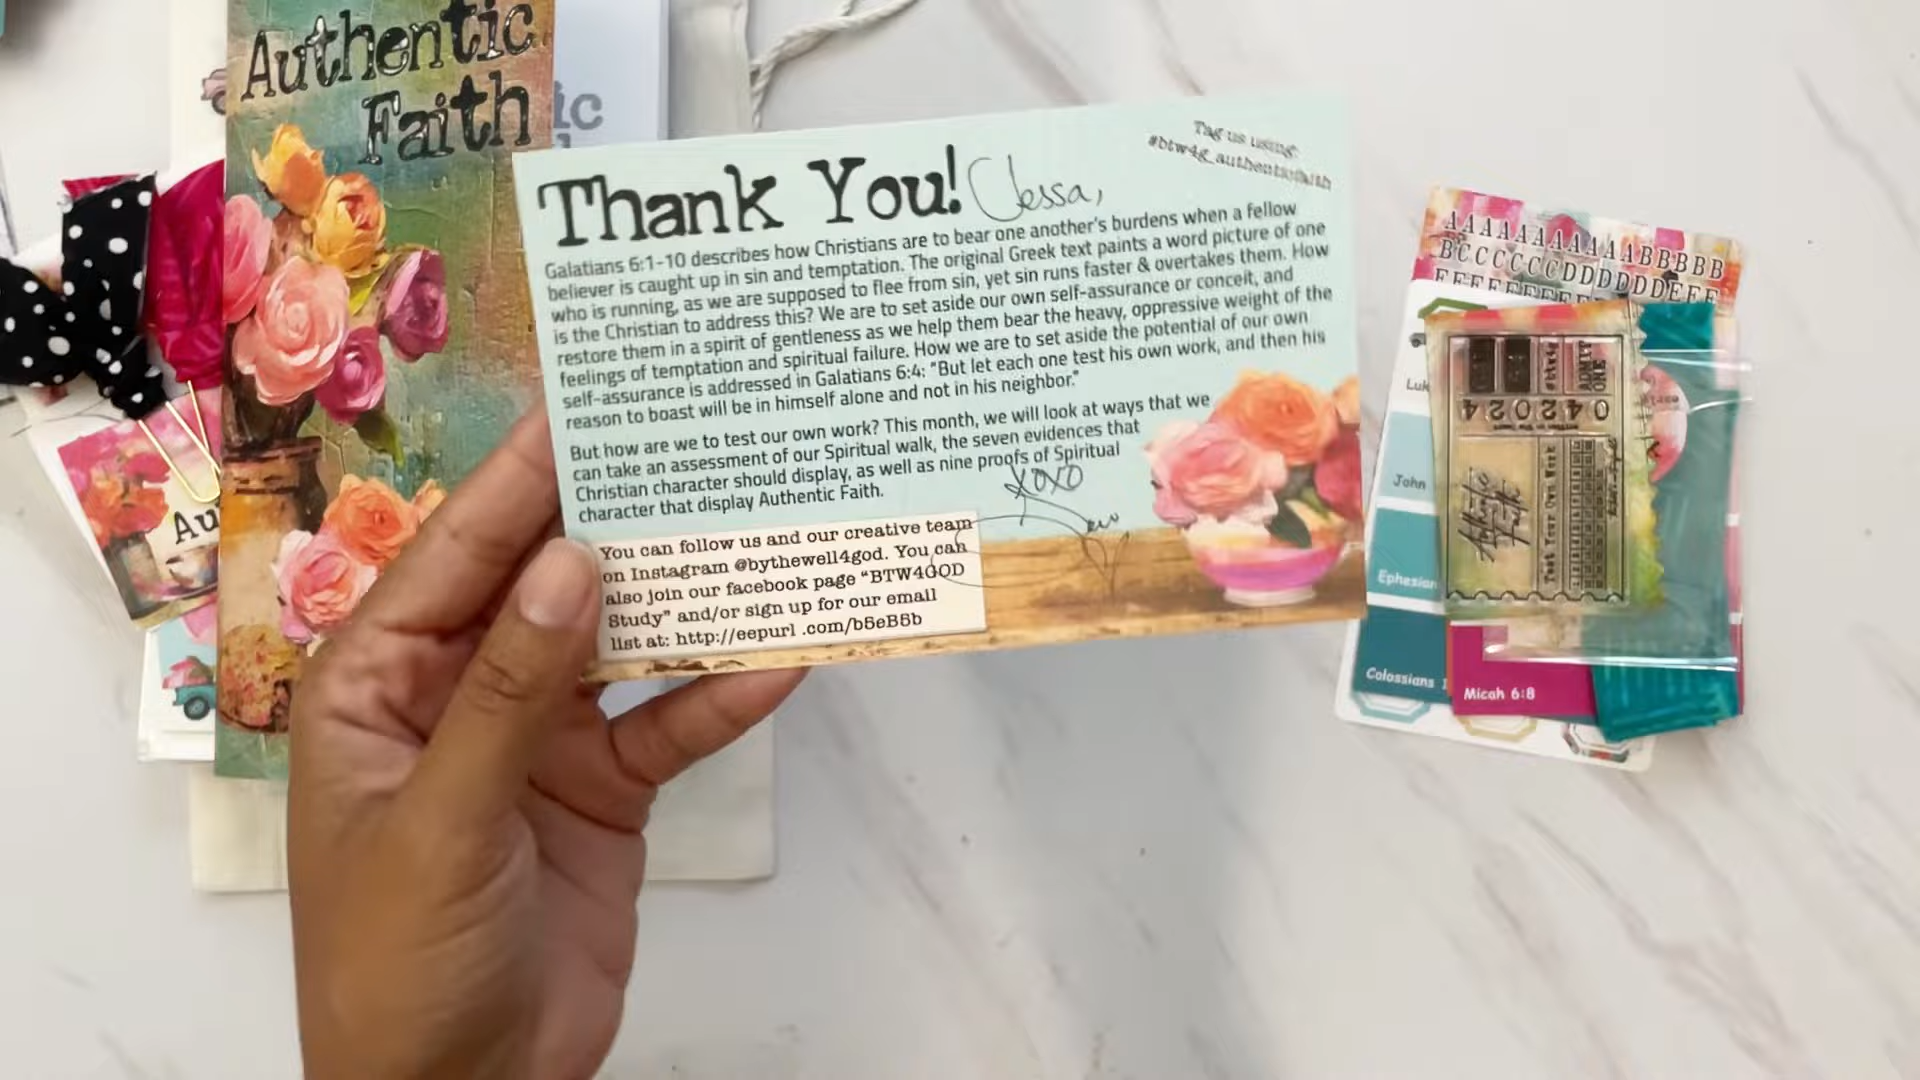 Authentic
Faith
ic
Thank You! Jessa,
Tag us using:
#btw4g_authenticfaith
Galatians 6:1-10 describes how Christians are to bear one another's burdens when a fellow
believer is caught up in sin and temptation. The original Greek text paints a word picture of one
who is running, as we are supposed to flee from sin, yet sin runs faster & overtakes them. How
is the Christian to address this? We are to set aside our own self-assurance or conceit, and
restore them in a spirit of gentleness as we help them bear the heavy, oppressive weight of the
feelings of temptation and spiritual failure. How we are to set aside the potential of our own
self-assurance is addressed in Galatians 6:4: "But let each one test his own work, and then his
reason to boast will be in himself alone and not in his neighbor."
But how are we to test our own work? This month, we will look at ways that we
can take an assessment of our Spiritual walk, the seven evidences that
Christian character should display, as well as nine proofs of Spiritual
character that display Authentic Faith.
xoxo
You can follow us and our creative team
on Instagram @bythewell4god. You can
also join our facebook page "BTW4GOD
Study" and/or sign up for our email
list at: http://eepurl .com/b5eB5b
Au
AAAAAAAAAABBBBB
BCCCCCCDDDDDDEEE
Luk
John
Ephesian
Colossians 1
Micah 6:8
ADMIT
ONE
Authentic
Faith
Test Your Own Work